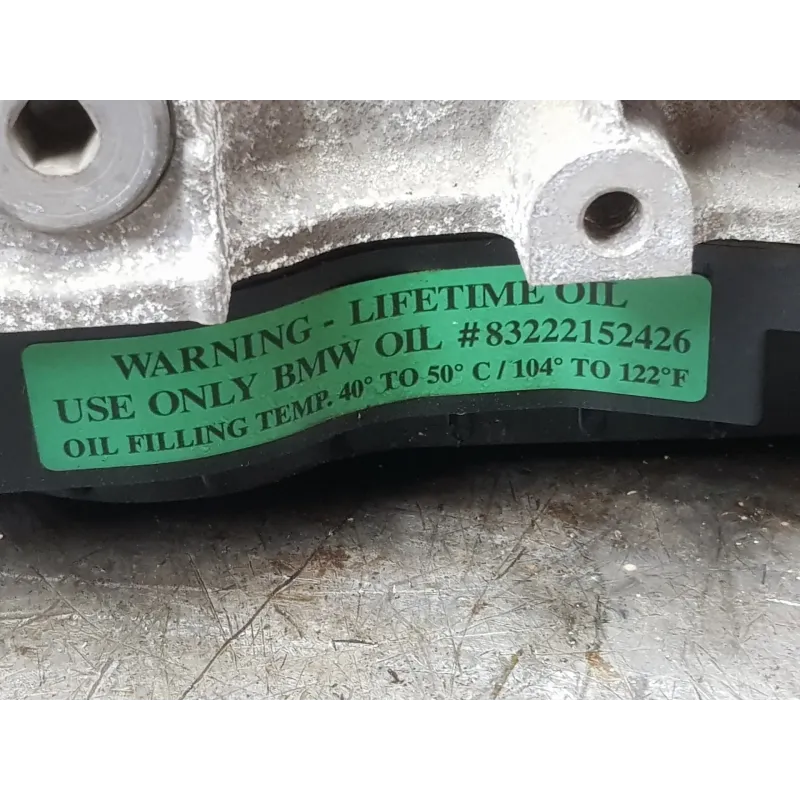 WARNING - LIFETIME OIL
USE ONLY BMW OIL #83222152426
OIL FILLING TEMP. 40° TO 50° C / 104° TO 122°F